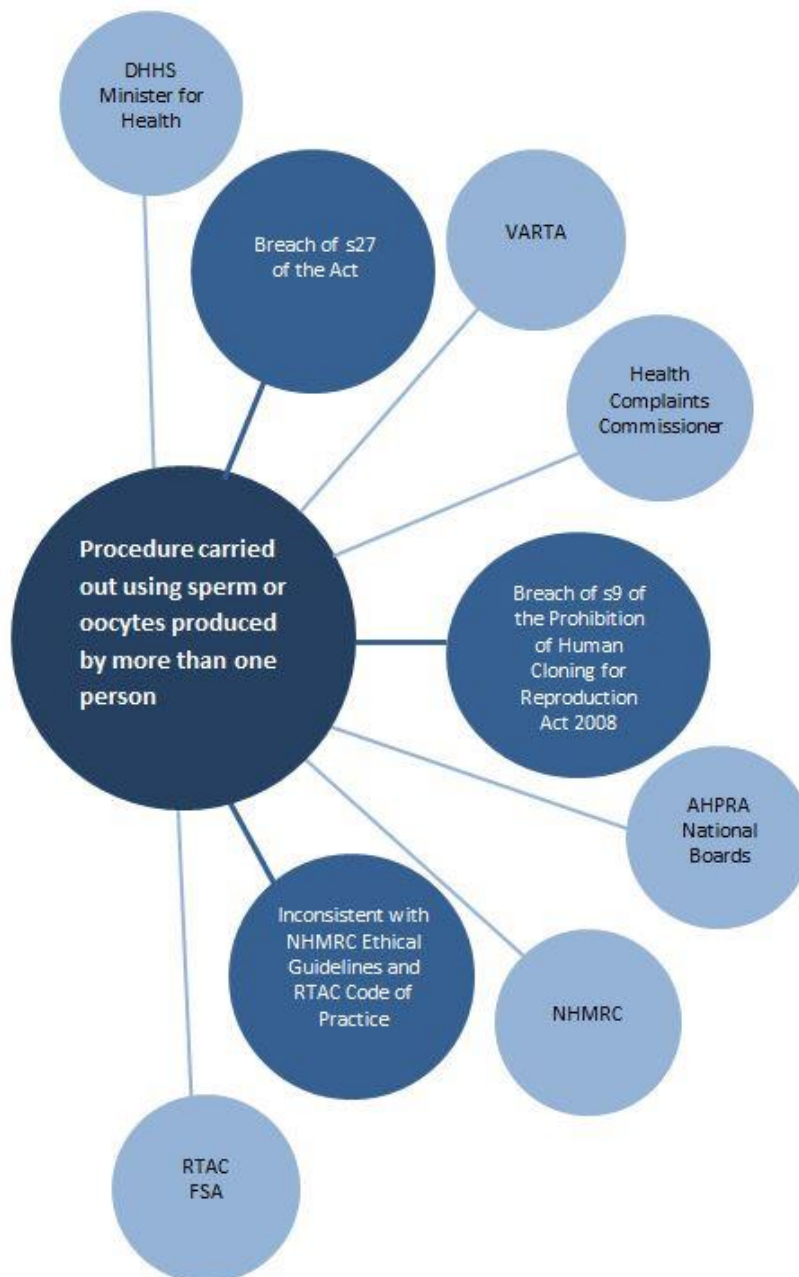 DHHS
Minister for
Health
Breach of s27
of the Act
VARTA
Health
Complaints
Commissioner
Procedure carried
out using sperm or
oocytes produced
by more than one
person
Breach of s9 of
the Prohibition
of Human
Cloning for
Reproduction
Act 2008
AHPRA
National
Boards
Inconsistent with
NHMRC Ethical
Guidelines and
RTAC Code of
Practice
NHMRC
RTAC
FSA